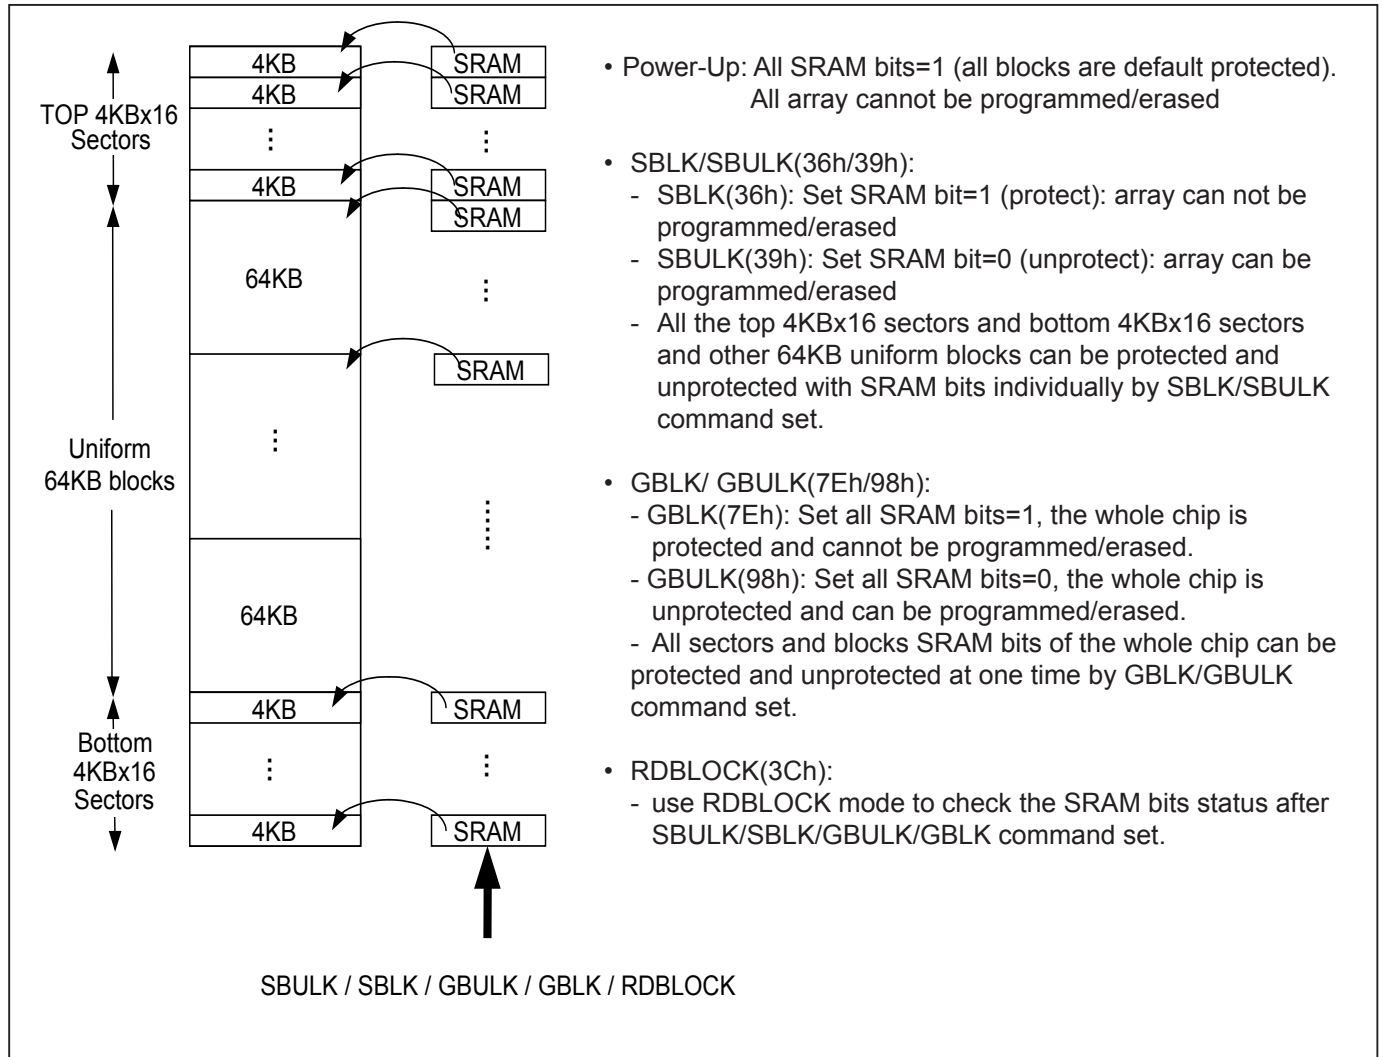 4KB
4KB
⋮
4KB
64KB
⋮
64KB
4KB
⋮
4KB
TOP 4KBx16
Sectors
Uniform
64KB blocks
Bottom
4KBx16
Sectors
SRAM
SRAM
⋮
SRAM
SRAM
⋮
SRAM
⋮
SRAM
⋮
SRAM
SBULK / SBLK / GBULK / GBLK / RDBLOCK
• Power-Up: All SRAM bits=1 (all blocks are default protected).
All array cannot be programmed/erased
• SBLK/SBULK(36h/39h):
- SBLK(36h): Set SRAM bit=1 (protect): array can not be
programmed/erased
- SBULK(39h): Set SRAM bit=0 (unprotect): array can be
programmed/erased
- All the top 4KBx16 sectors and bottom 4KBx16 sectors
and other 64KB uniform blocks can be protected and
unprotected with SRAM bits individually by SBLK/SBULK
command set.
• GBLK/ GBULK(7Eh/98h):
- GBLK(7Eh): Set all SRAM bits=1, the whole chip is
protected and cannot be programmed/erased.
- GBULK(98h): Set all SRAM bits=0, the whole chip is
unprotected and can be programmed/erased.
- All sectors and blocks SRAM bits of the whole chip can be
protected and unprotected at one time by GBLK/GBULK
command set.
• RDBLOCK(3Ch):
- use RDBLOCK mode to check the SRAM bits status after
SBULK/SBLK/GBULK/GBLK command set.